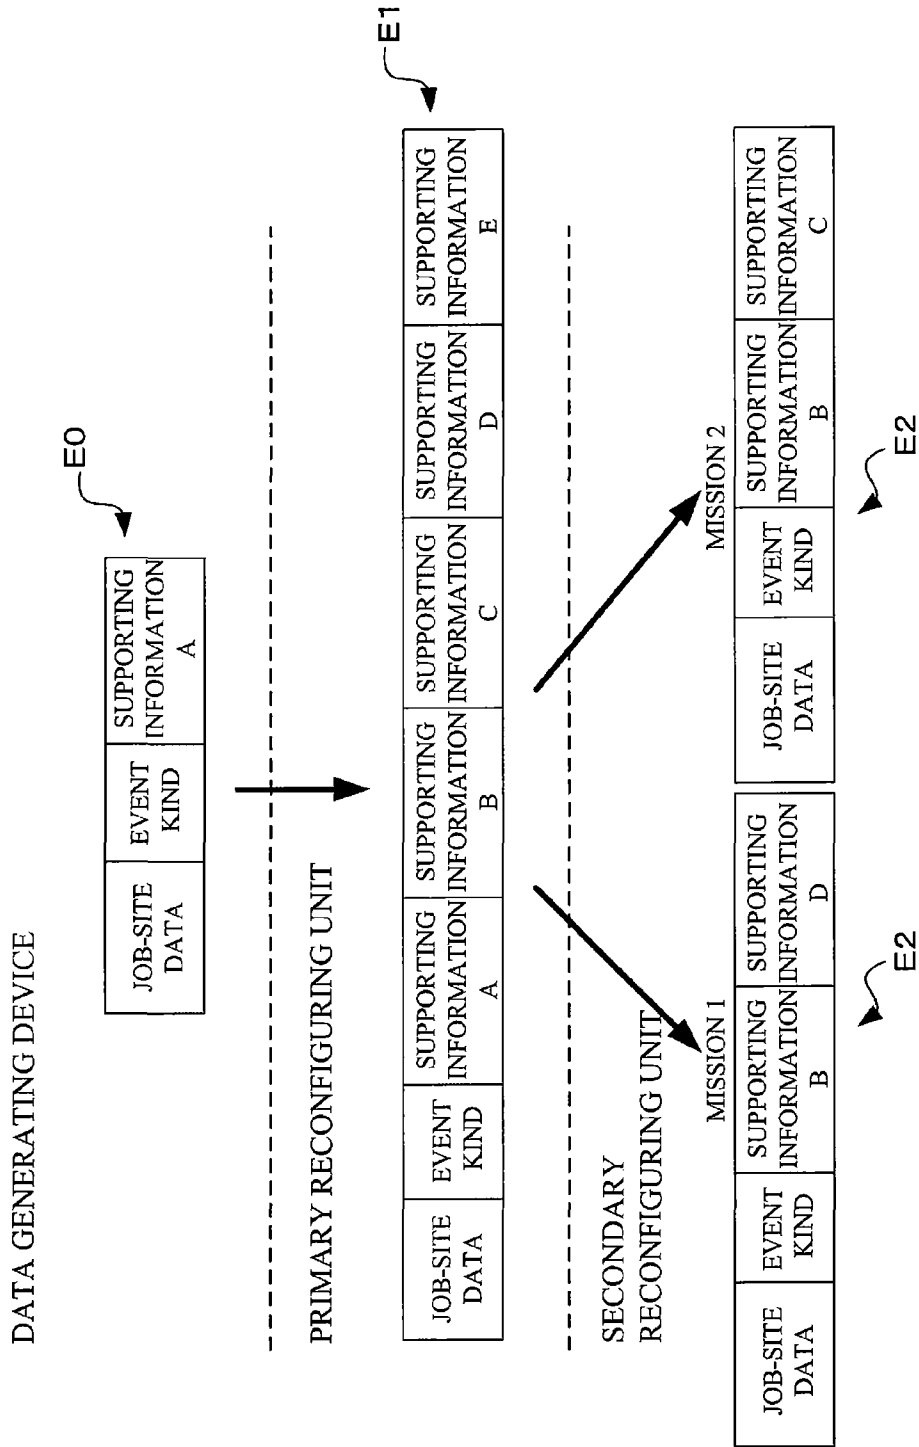 DATA GENERATING DEVICE
E0
JOB-SITE
DATA
EVENT
KIND
SUPPORTING
INFORMATION
A
PRIMARY RECONFIGURING UNIT
E1
JOB-SITE
DATA
EVENT
KIND
SUPPORTING
INFORMATION
A
SUPPORTING
INFORMATION
B
SUPPORTING
INFORMATION
C
SUPPORTING
INFORMATION
D
SUPPORTING
INFORMATION
E
SECONDARY
RECONFIGURING UNIT
MISSION 1
JOB-SITE
DATA
EVENT
KIND
SUPPORTING
INFORMATION
B
SUPPORTING
INFORMATION
D
E2
MISSION 2
JOB-SITE
DATA
EVENT
KIND
SUPPORTING
INFORMATION
B
SUPPORTING
INFORMATION
C
E2